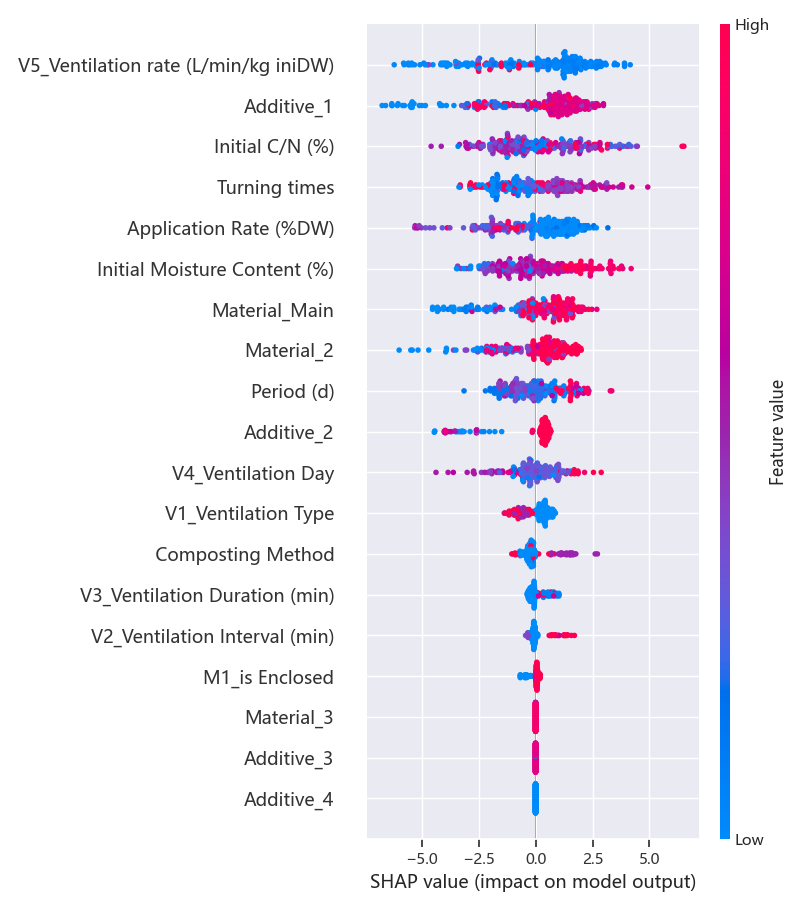 High
V5_Ventilation rate (L/min/kg iniDW)
Additive_1
Initial C/N (%)
Turning times
Application Rate (%DW)
Initial Moisture Content (%)
Material_Main
Material_2
Period (d)
Additive_2
V4_Ventilation Day
V1_Ventilation Type
Composting Method
V3_Ventilation Duration (min)
V2_Ventilation Interval (min)
M1_is Enclosed
Material_3
Additive_3
Additive_4
Feature value
Low
−5.0 −2.5 0.0 2.5 5.0
SHAP value (impact on model output)